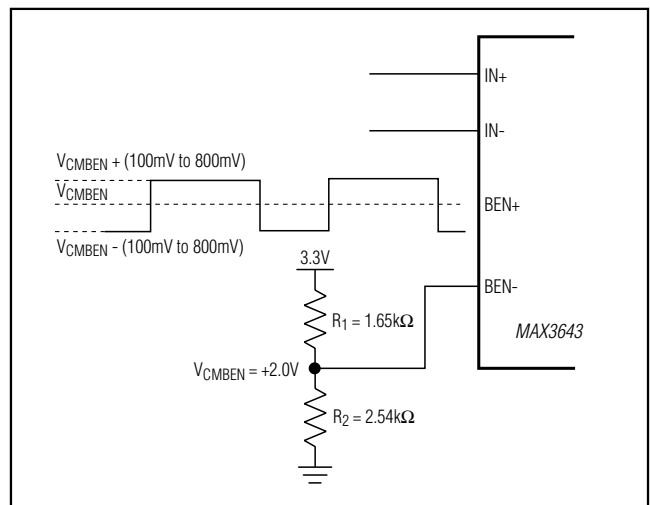 IN+
IN-
VCMBEN + (100mV to 800mV)
VCMBEN
BEN+
VCMBEN - (100mV to 800mV)
3.3V
BEN-
R1 = 1.65kΩ
MAX3643
VCMBEN = +2.0V
R2 = 2.54kΩ